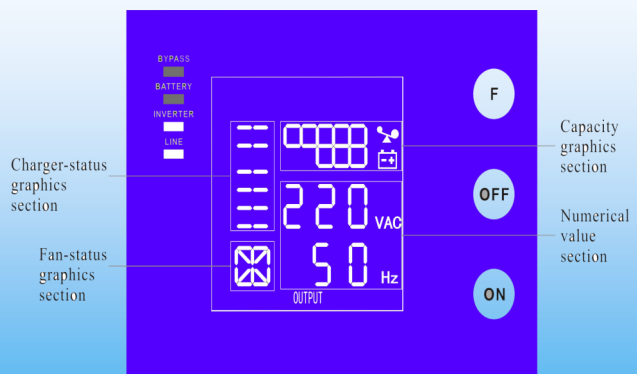 BYPASS
BATTERY
INVERTER
LINE
Charger-status
graphics
section
Fan-status
graphics
section
220 VAC
50 Hz
OUTPUT
F
OFF
ON
Capacity
graphics
section
Numerical
value
section